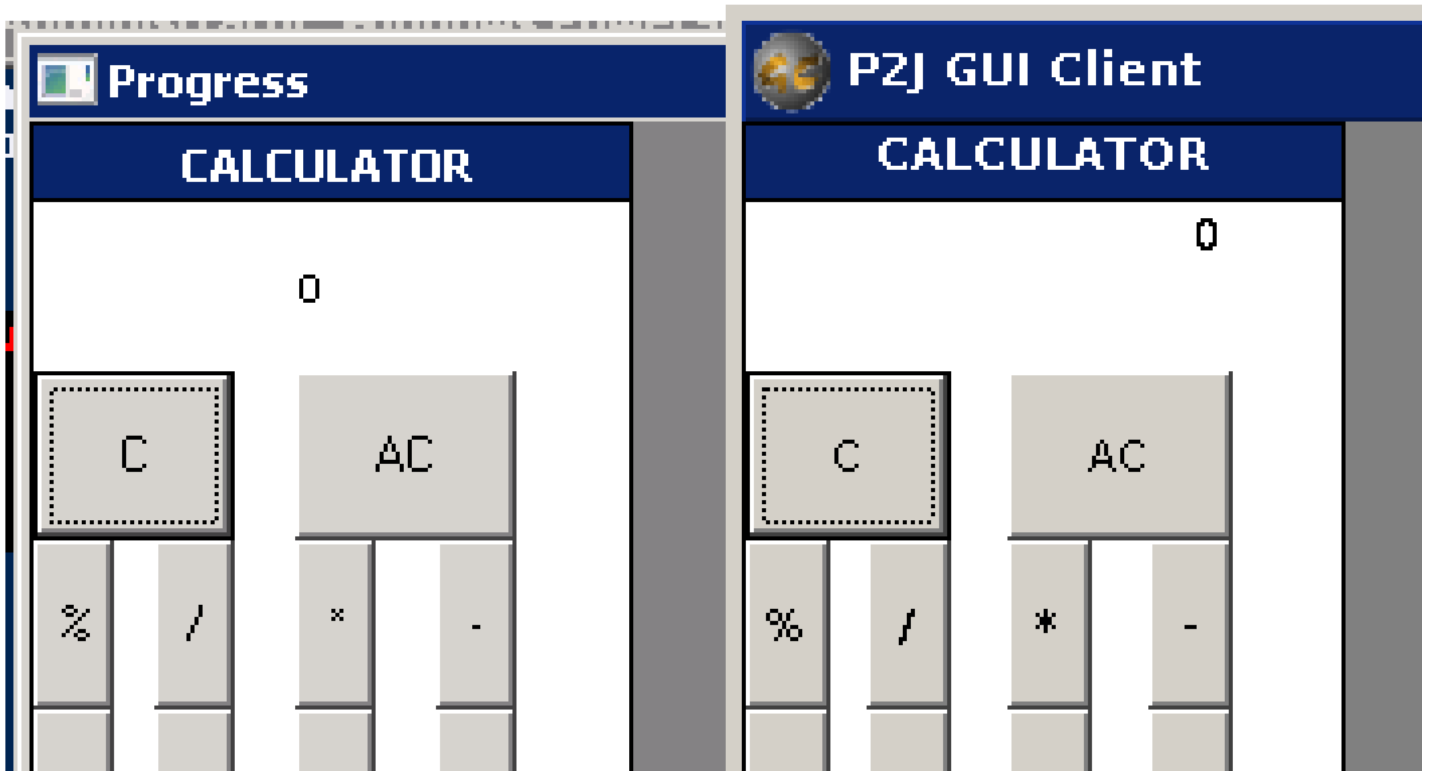 Progress
CALCULATOR
0
C AC
% / * -
P2J GUI Client
CALCULATOR
0
C AC
% / * -